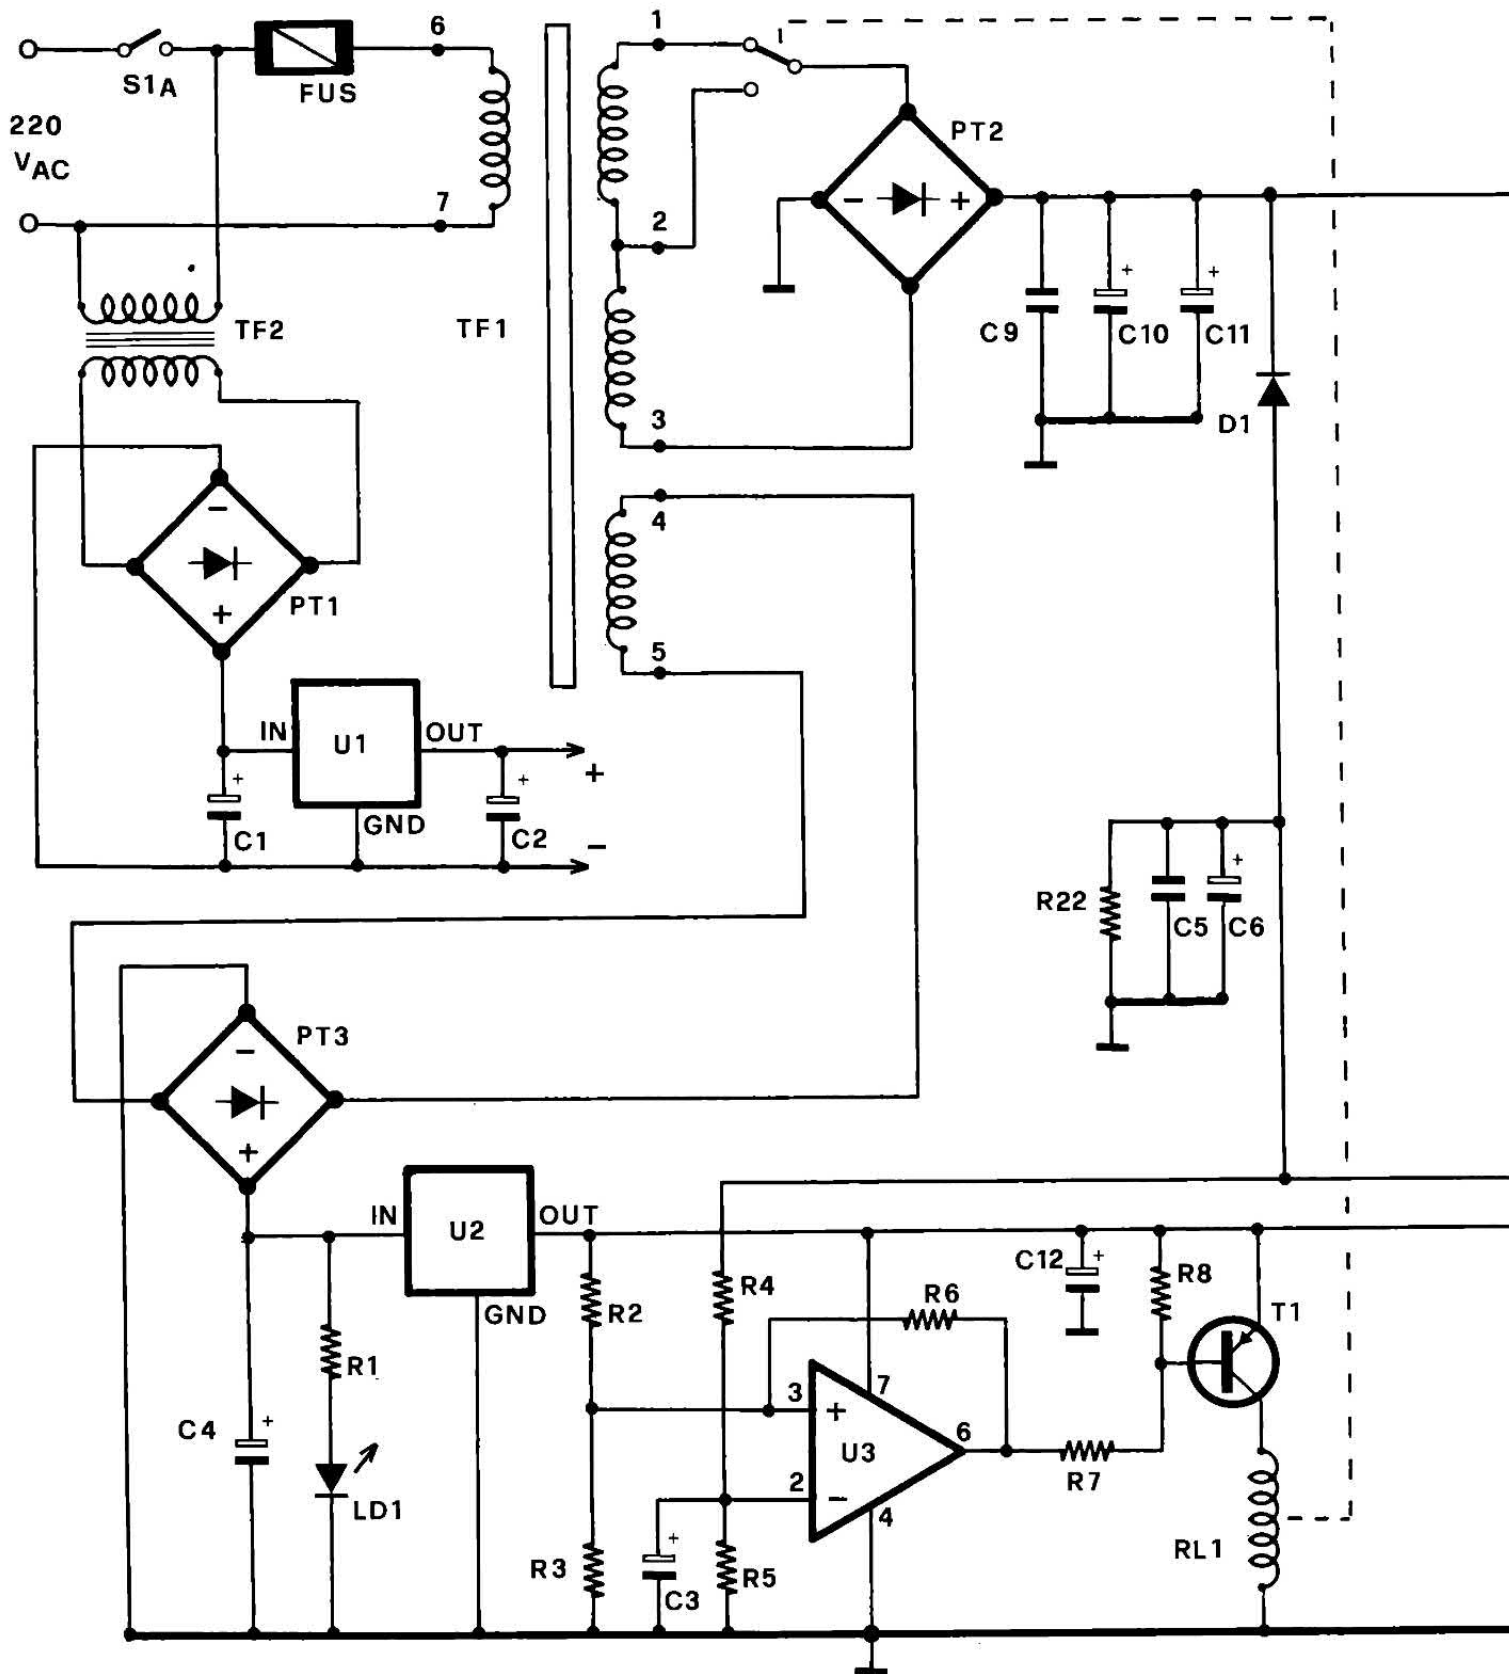 S1A
FUS
6
1
220
VAC
7
2
PT2
-
+
TF2
TF1
+
+
C9
C10
C11
3
D1
-
4
+
PT1
5
IN
U1
OUT
+
+
+
GND
C1
C2
-
+
R22
C5
C6
PT3
-
+
IN
U2
OUT
GND
R2
R4
R6
C12
+
R8
T1
R1
3
+
7
6
C4
+
U3
R7
2
-
4
LD1
+
R3
C3
R5
RL1